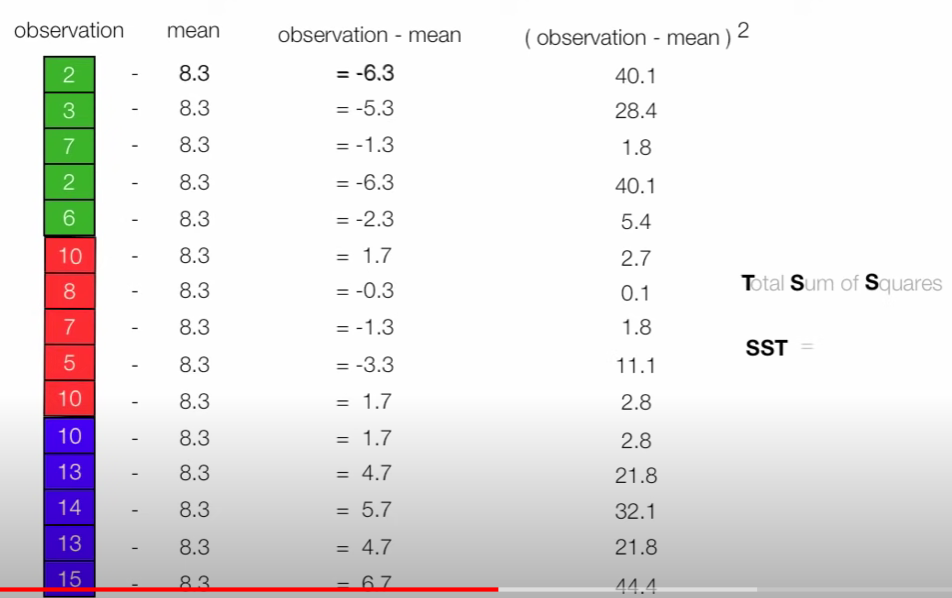 observation mean observation - mean ( observation - mean ) 2
2 - 8.3 = -6.3 40.1
3 - 8.3 = -5.3 28.4
7 - 8.3 = -1.3 1.8
2 - 8.3 = -6.3 40.1
6 - 8.3 = -2.3 5.4
10 - 8.3 = 1.7 2.7
Total Sum of Squares
8 - 8.3 = -0.3 0.1
7 - 8.3 = -1.3 1.8
SST =
5 - 8.3 = -3.3 11.1
10 - 8.3 = 1.7 2.8
10 - 8.3 = 1.7 2.8
13 - 8.3 = 4.7 21.8
14 - 8.3 = 5.7 32.1
13 - 8.3 = 4.7 21.8
15 - 8.3 = 6.7 44.4